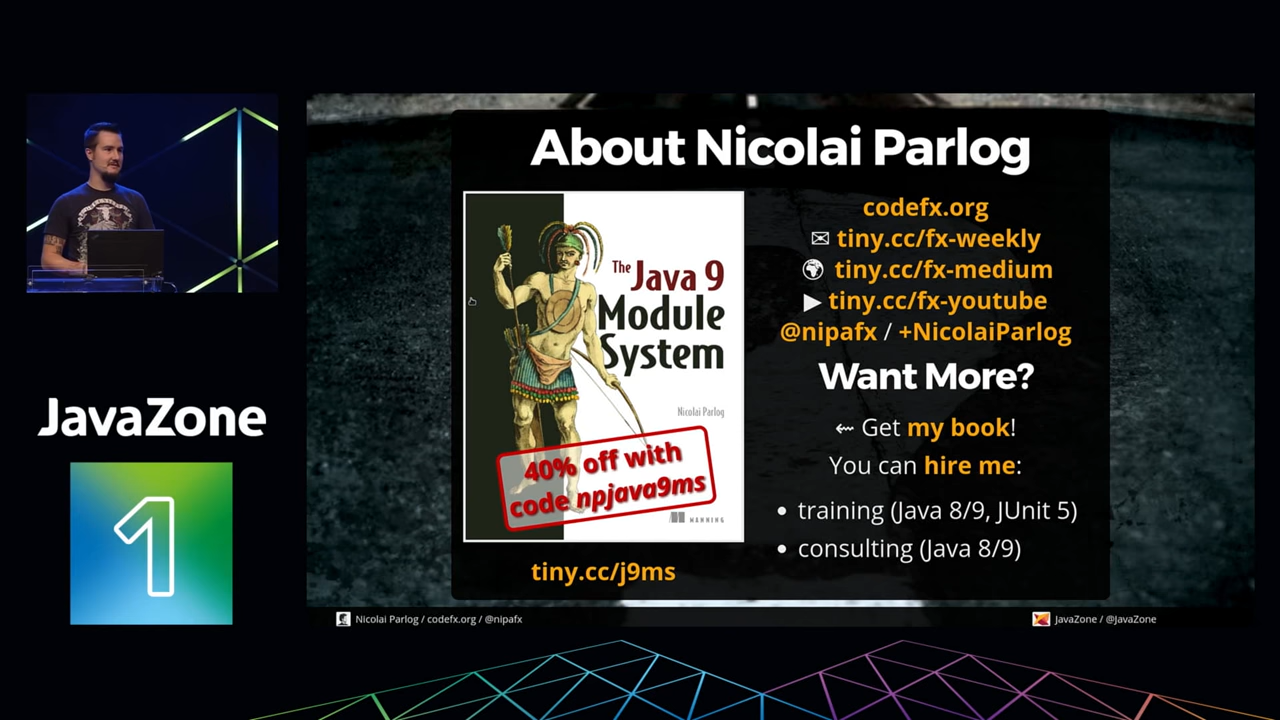 About Nicolai Parlog
The Java 9
Module
System
Nicolai Parlog
40% off with
code npjava9ms
MANNING
tiny.cc/j9ms
codefx.org
✉ tiny.cc/fx-weekly
tiny.cc/fx-medium
▶ tiny.cc/fx-youtube
@nipafx / +NicolaiParlog
Want More?
⬳ Get my book!
You can hire me:
• training (Java 8/9, JUnit 5)
• consulting (Java 8/9)
JavaZone
1
Nicolai Parlog / codefx.org / @nipafx
JavaZone / @JavaZone